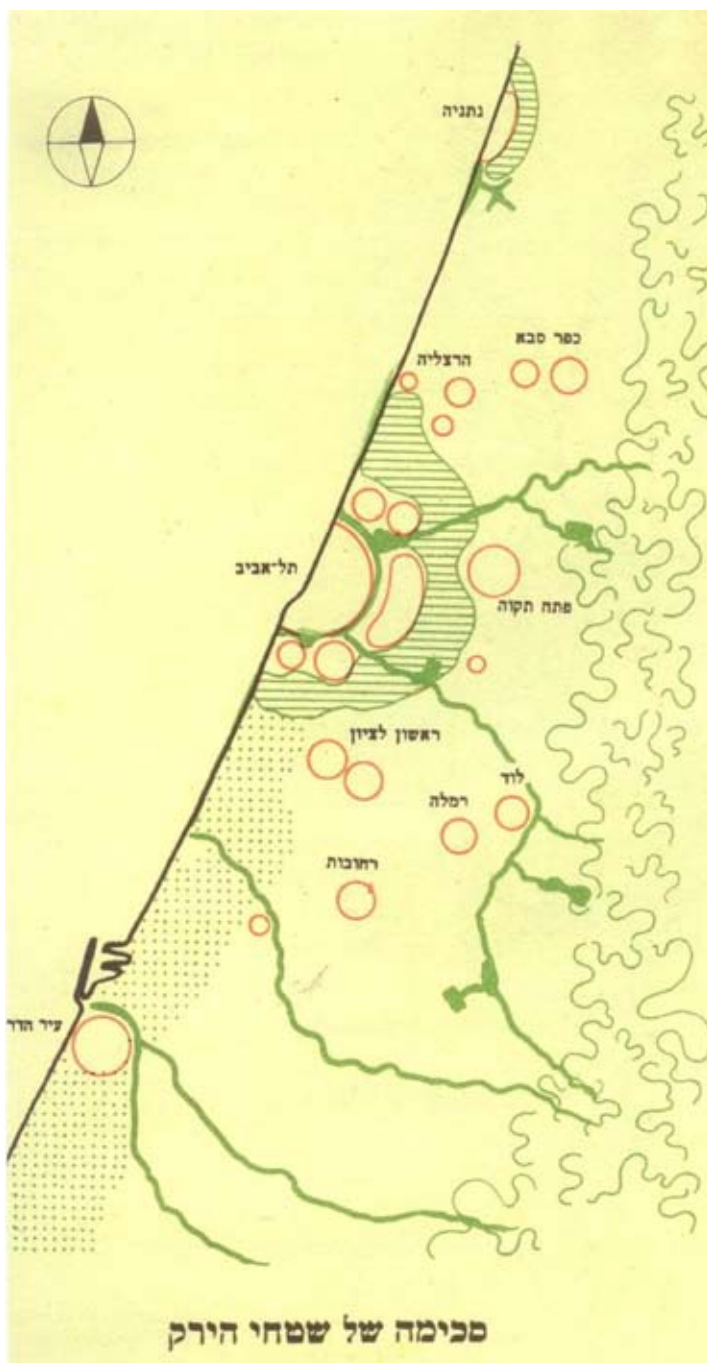 נתניה
כפר סבא
הרצליה
תל-אביב
פתח תקוה
ראשון לציון
לוד
רמלה
רחובות
עיר הדר
סכימה של שטחי הירק